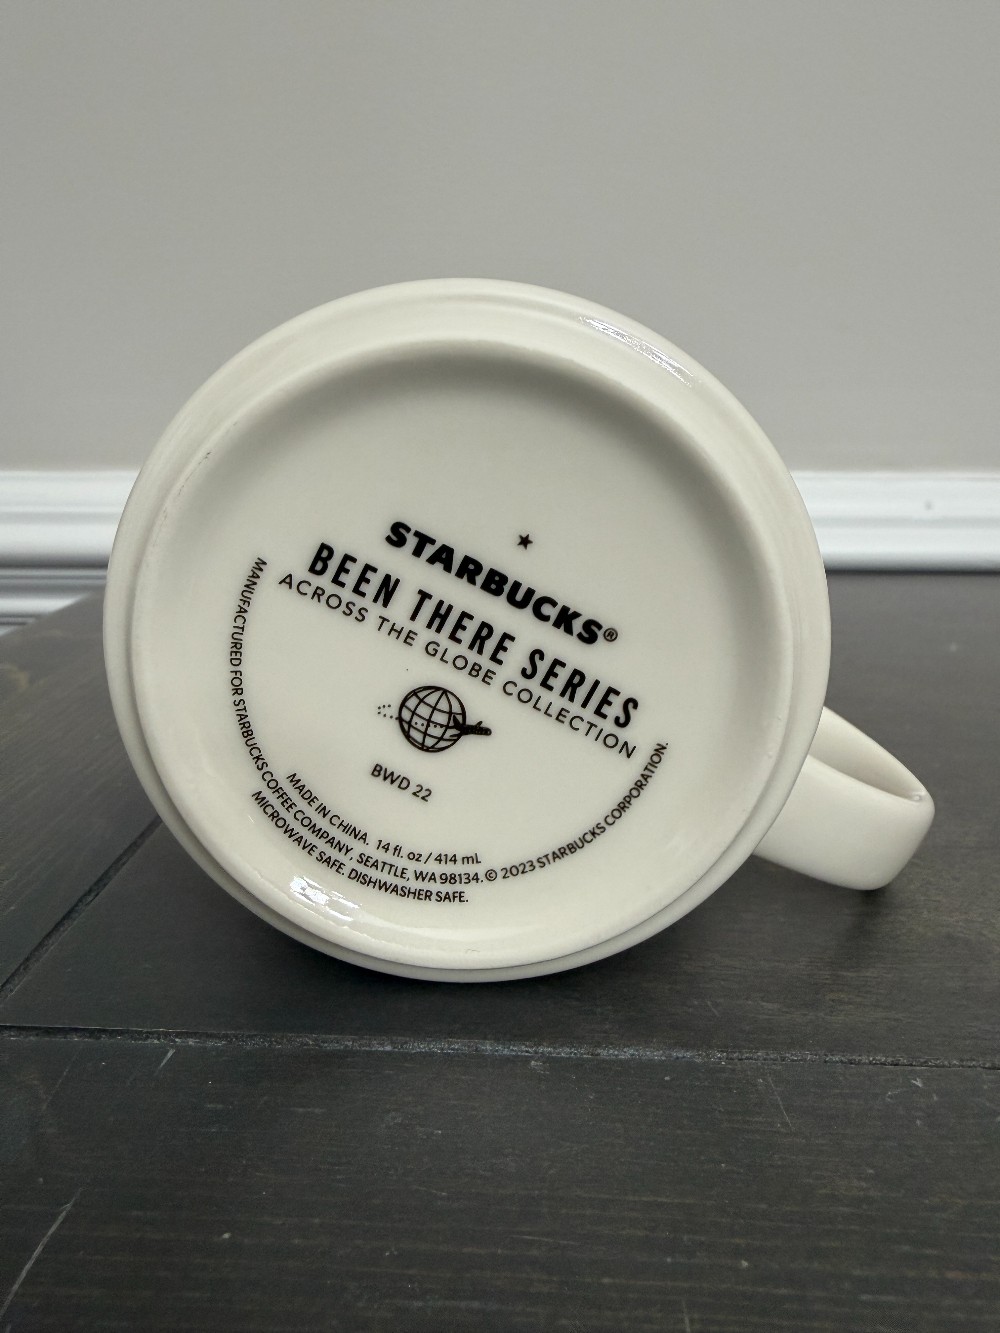 STARBUCKS®
BEEN THERE SERIES
ACROSS THE GLOBE COLLECTION
BWD 22
MADE IN CHINA. 14 fl. oz / 414 mL
MANUFACTURED FOR STARBUCKS COFFEE COMPANY, SEATTLE, WA 98134. © 2023 STARBUCKS CORPORATION.
MICROWAVE SAFE. DISHWASHER SAFE.